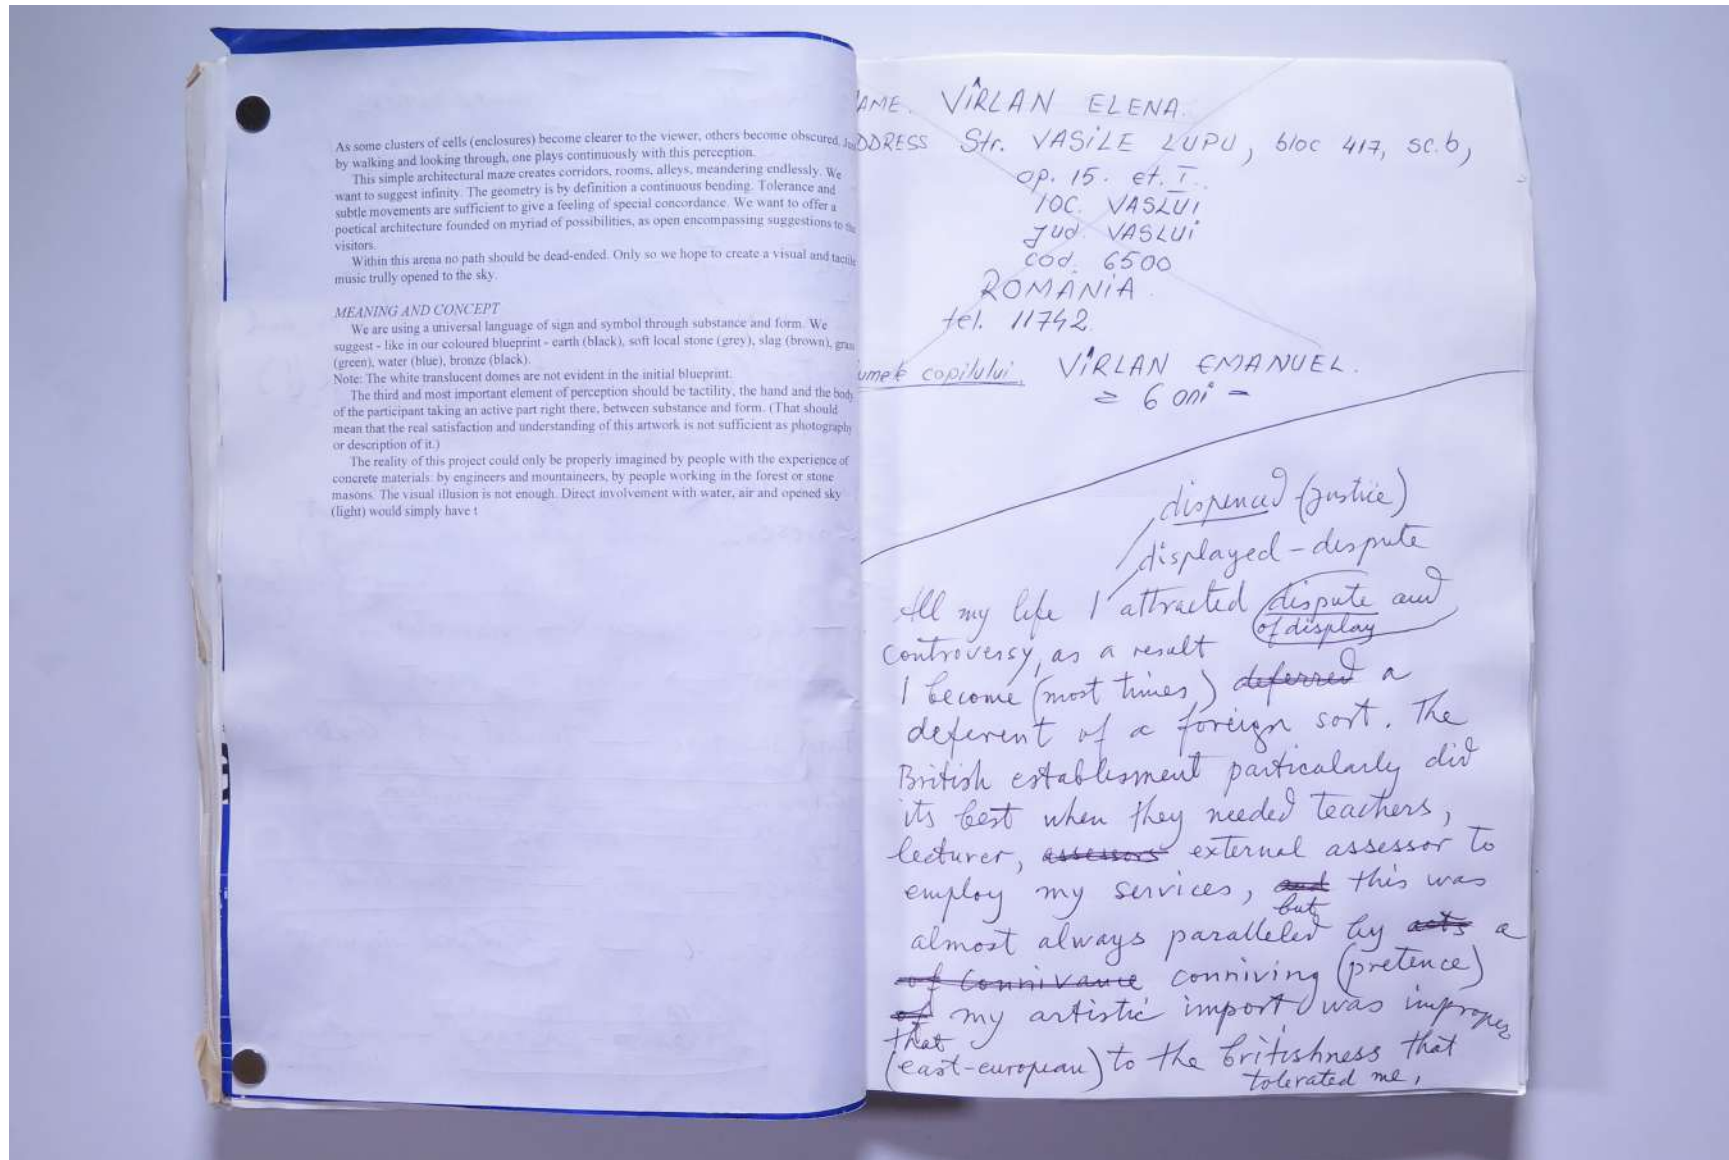 As some clusters of cells (enclosures) become clearer to the viewer, others become obscured.
by walking and looking through, one plays continuously with this perception.
This simple architectural maze creates corridors, rooms, alleys, meandering endlessly. We
want to suggest infinity. The geometry is by definition a continuous bending. Tolerance and
subtle movements are sufficient to give a feeling of special concordance. We want to offer a
poetical architecture founded on myriad of possibilities, as open encompassing suggestions to the
visitors.
Within this arena no path should be dead-ended. Only so we hope to create a visual and tactile
music trully opened to the sky.
MEANING AND CONCEPT
We are using a universal language of sign and symbol through substance and form. We
suggest - like in our coloured blueprint - earth (black), soft local stone (grey), slag (brown),
(green), water (blue), bronze (black).
Note: The white translucent domes are not evident in the initial blueprint.
The third and most important element of perception should be tactility, the hand and the body
of the participant taking an active part right there, between substance and form. (That should
mean that the real satisfaction and understanding of this artwork is not sufficient as photography
or description of it.)
The reality of this project could only be properly imagined by people with the experience of
concrete materials: by engineers and mountaineers, by people working in the forest or stone
masons. The visual illusion is not enough. Direct involvement with water, air and opened sky
(light) would simply have t
AME. VÎRLAN ELENA.
DDRESS Str. VASILE LUPU, bloc 417, sc.b,
ap. 15. et. I.
loc. VASLUI
jud. VASLUI
cod. 6500
ROMÂNIA.
tel. 11742.
umele copilului. VÎRLAN EMANUEL.
= 6 ani =
dispenced (justice)
displayed - dispute
All my life I attracted dispute and
of display
controversy, as a result
I become (most times) deferred a
deferent of a foreign sort. The
British establisment particularly did
its best when they needed teachers,
lecturer, assessors external assessor to
employ my services, and this was
but
almost always paralleled by acts a
of connivance conniving (pretence)
of my artistic import was improper
that
(east-european) to the britishness that
tolerated me,